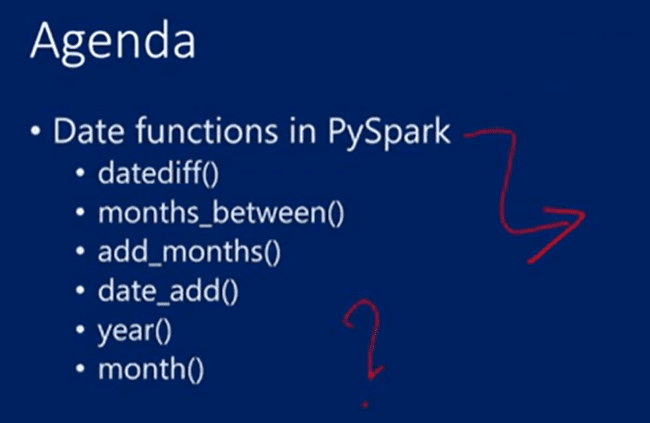 Agenda
• Date functions in PySpark
• datediff()
• months_between()
• add_months()
• date_add()
• year()
• month()
?